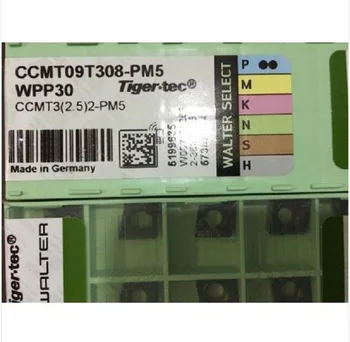 CCMT09T308-PM5
WPP30 Tiger·tec®
CCMT3(2.5)2-PM5
Made in Germany
WALTER SELECT
P
M
K
N
S
H
Tiger·tec®
WALTER